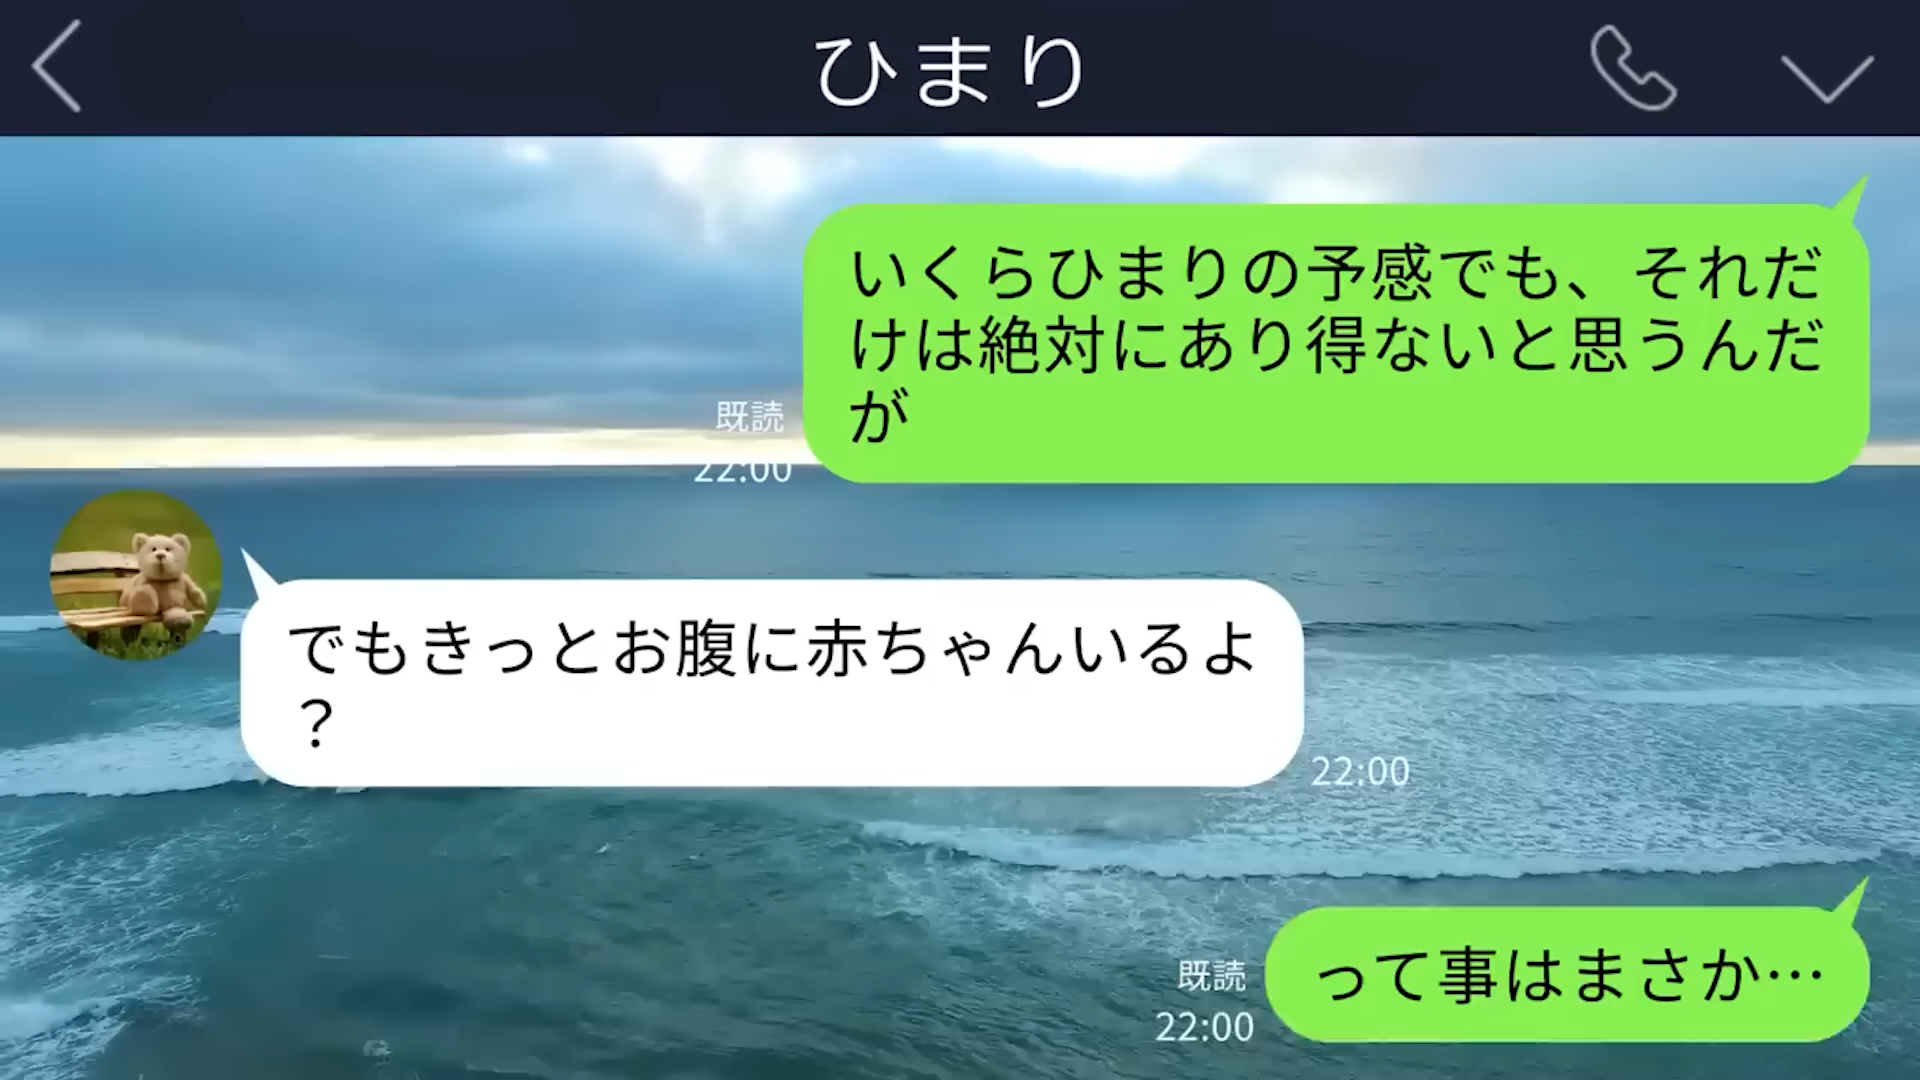 ひまり
いくらひまりの予感でも、それだ
けは絶対にあり得ないと思うんだ
が
既読
22:00
でもきっとお腹に赤ちゃんいるよ
？
22:00
って事はまさか…
既読
22:00